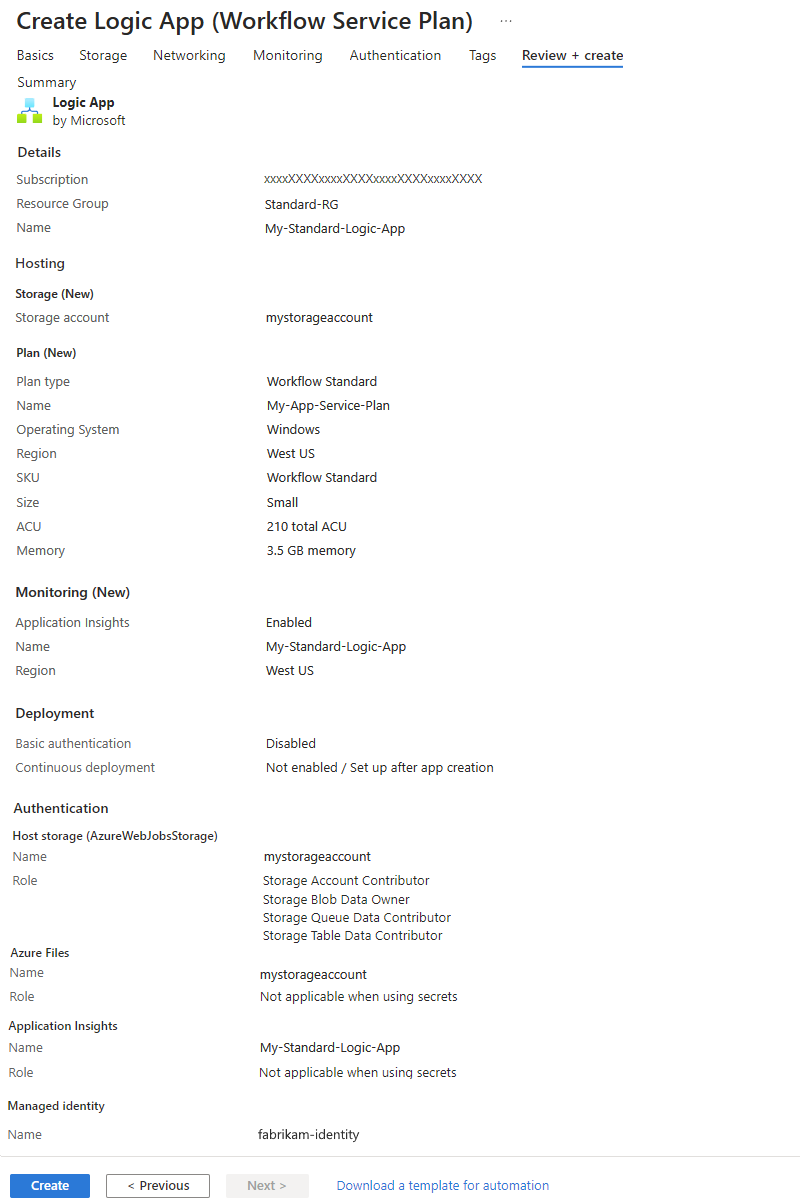 Create Logic App (Workflow Service Plan) ...
Basics Storage Networking Monitoring Authentication Tags Review + create
Summary
Logic App
by Microsoft
Details
Subscription xxxxXXXXxxxxXXXXxxxxXXXXxxxxXXXX
Resource Group Standard-RG
Name My-Standard-Logic-App
Hosting
Storage (New)
Storage account mystorageaccount
Plan (New)
Plan type Workflow Standard
Name My-App-Service-Plan
Operating System Windows
Region West US
SKU Workflow Standard
Size Small
ACU 210 total ACU
Memory 3.5 GB memory
Monitoring (New)
Application Insights Enabled
Name My-Standard-Logic-App
Region West US
Deployment
Basic authentication Disabled
Continuous deployment Not enabled / Set up after app creation
Authentication
Host storage (AzureWebJobsStorage)
Name mystorageaccount
Role Storage Account Contributor
Storage Blob Data Owner
Storage Queue Data Contributor
Storage Table Data Contributor
Azure Files
Name mystorageaccount
Role Not applicable when using secrets
Application Insights
Name My-Standard-Logic-App
Role Not applicable when using secrets
Managed identity
Name fabrikam-identity
Create < Previous Next > Download a template for automation